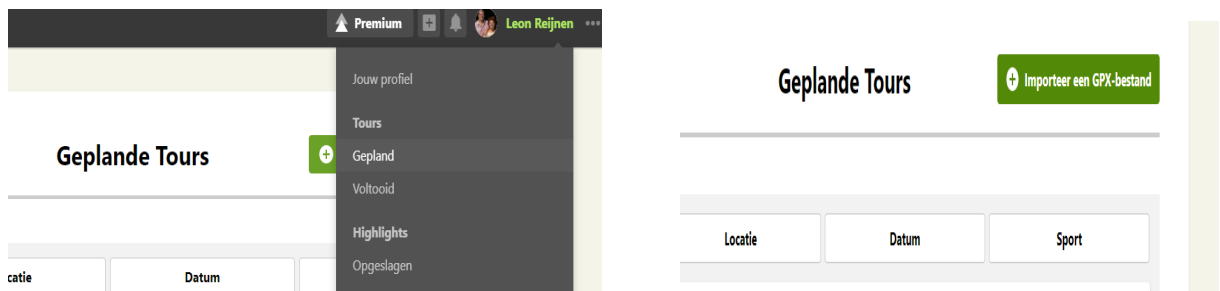 Premium
Leon Reijnen
Jouw profiel
Tours
Gepland
Voltooid
Highlights
Opgeslagen
Geplande Tours
catie
Datum
Geplande Tours
Importeer een GPX-bestand
Locatie
Datum
Sport